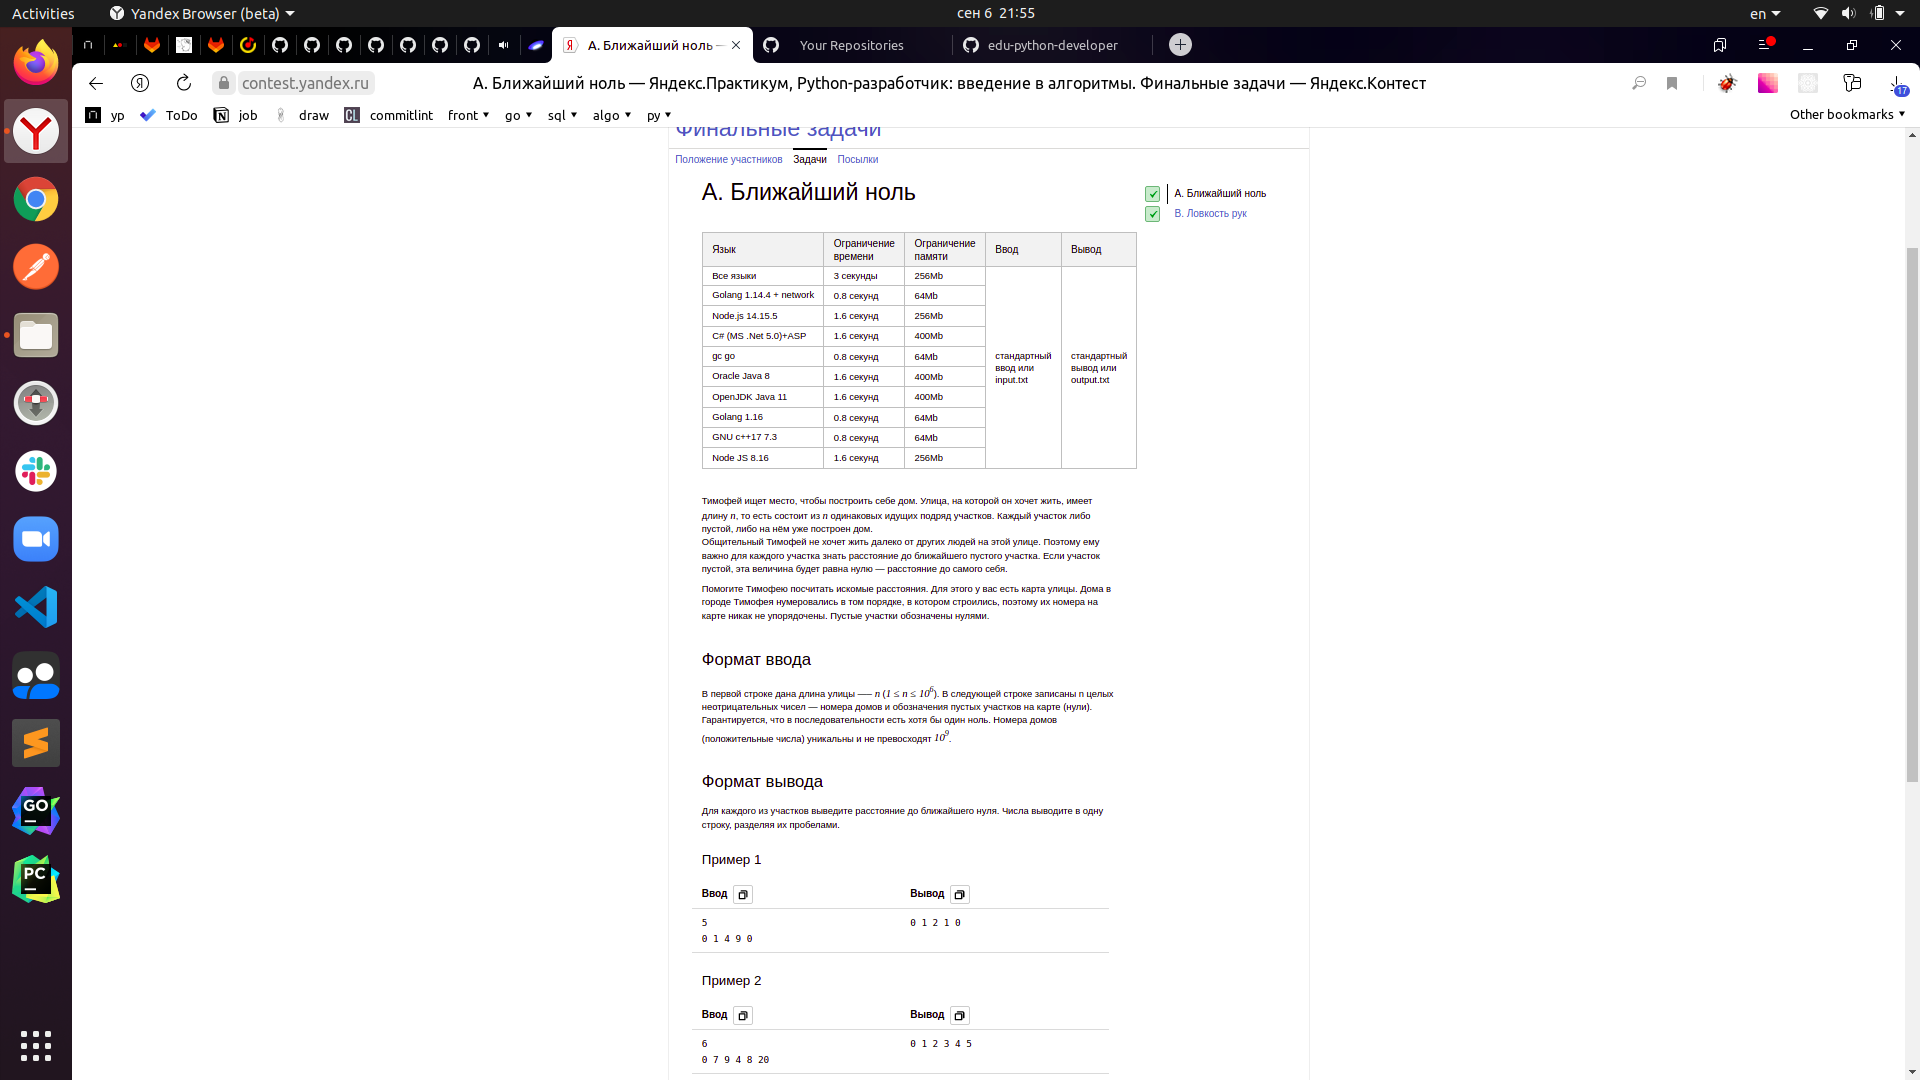 Activities
Yandex Browser (beta)
сен 6 21:55
en
А. Ближайший ноль —
Your Repositories
edu-python-developer
contest.yandex.ru
А. Ближайший ноль — Яндекс.Практикум, Python-разработчик: введение в алгоритмы. Финальные задачи — Яндекс.Контест
17
yp
ToDo
job
draw
CL
commitlint
front
go
sql
algo
py
Other bookmarks
Финальные задачи
Положение участников
Задачи
Посылки
А. Ближайший ноль
А. Ближайший ноль
В. Ловкость рук
Язык
Ограничение
времени
Ограничение
памяти
Ввод
Вывод
Все языки 3 секунды 256Mb
Golang 1.14.4 + network 0.8 секунд 64Mb
Node.js 14.15.5 1.6 секунд 256Mb
C# (MS .Net 5.0)+ASP 1.6 секунд 400Mb
gc go 0.8 секунд 64Mb
Oracle Java 8 1.6 секунд 400Mb
OpenJDK Java 11 1.6 секунд 400Mb
Golang 1.16 0.8 секунд 64Mb
GNU c++17 7.3 0.8 секунд 64Mb
Node JS 8.16 1.6 секунд 256Mb
стандартный
ввод или
input.txt
стандартный
вывод или
output.txt
Тимофей ищет место, чтобы построить себе дом. Улица, на которой он хочет жить, имеет
длину n, то есть состоит из n одинаковых идущих подряд участков. Каждый участок либо
пустой, либо на нём уже построен дом.
Общительный Тимофей не хочет жить далеко от других людей на этой улице. Поэтому ему
важно для каждого участка знать расстояние до ближайшего пустого участка. Если участок
пустой, эта величина будет равна нулю — расстояние до самого себя.
Помогите Тимофею посчитать искомые расстояния. Для этого у вас есть карта улицы. Дома в
городе Тимофея нумеровались в том порядке, в котором строились, поэтому их номера на
карте никак не упорядочены. Пустые участки обозначены нулями.
Формат ввода
В первой строке дана длина улицы —– n (1 ≤ n ≤ 10⁶). В следующей строке записаны n целых
неотрицательных чисел — номера домов и обозначения пустых участков на карте (нули).
Гарантируется, что в последовательности есть хотя бы один ноль. Номера домов
(положительные числа) уникальны и не превосходят 10⁹.
Формат вывода
Для каждого из участков выведите расстояние до ближайшего нуля. Числа выводите в одну
строку, разделяя их пробелами.
Пример 1
Ввод
Вывод
5
0 1 4 9 0
0 1 2 1 0
Пример 2
Ввод
Вывод
6
0 7 9 4 8 20
0 1 2 3 4 5
GO
PC